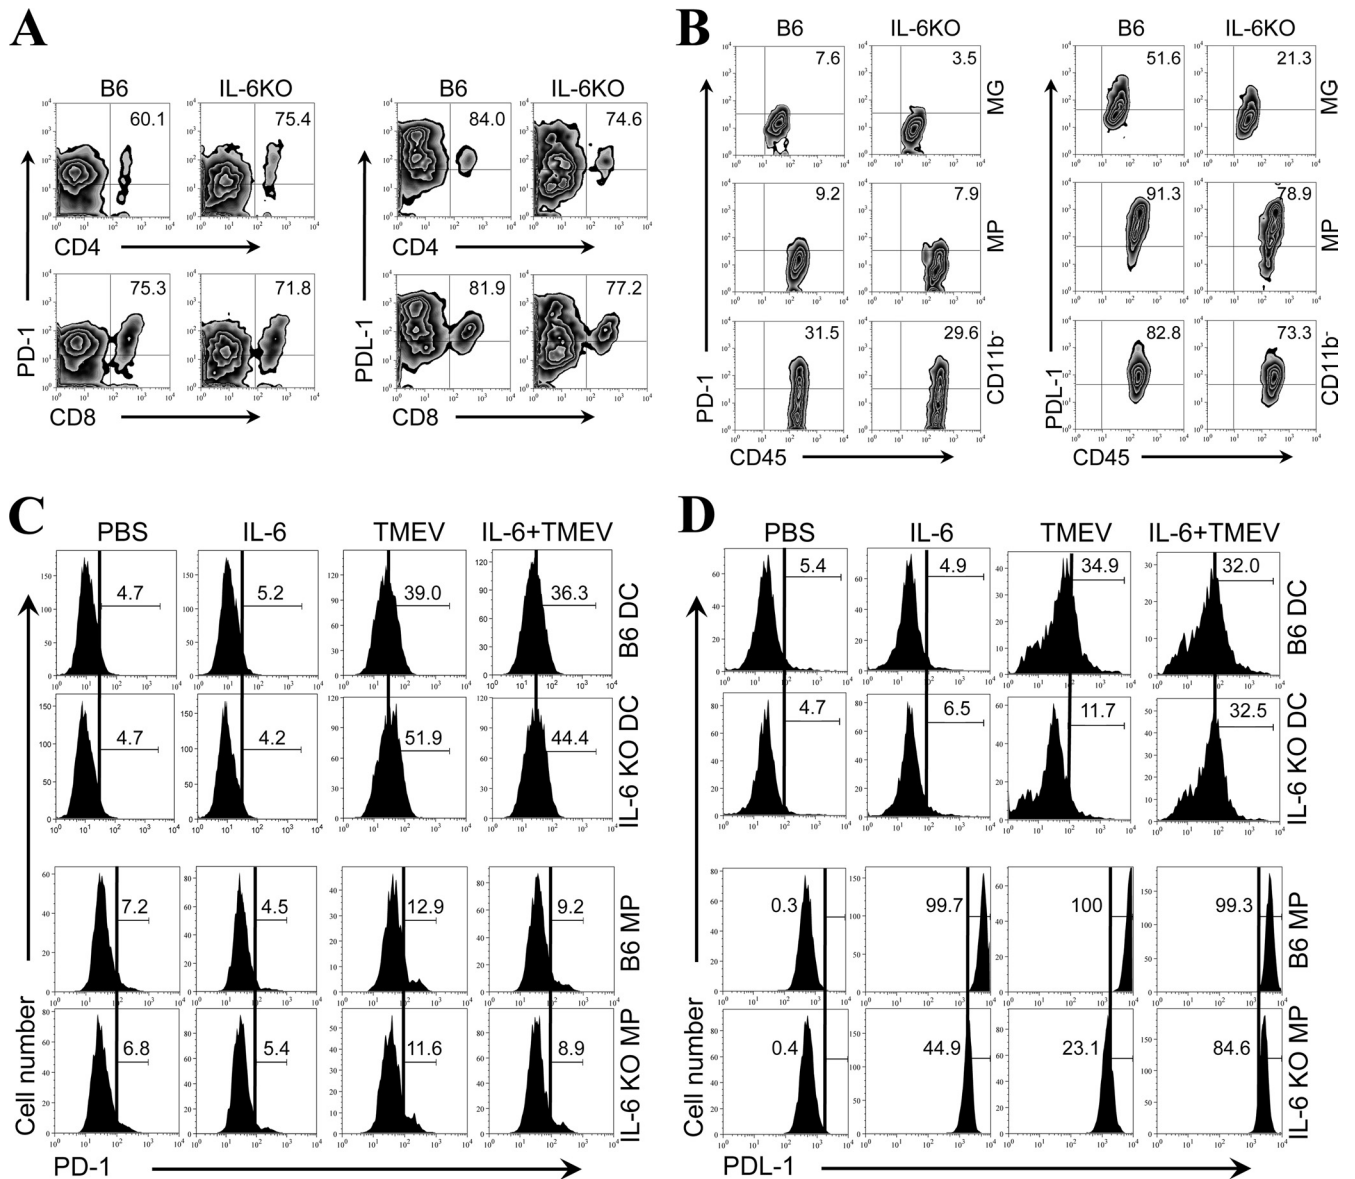 A
B6 IL-6KO B6 IL-6KO
60.1 75.4 84.0 74.6
CD4 CD4
75.3 71.8 81.9 77.2
PD-1 PDL-1
CD8 CD8
B
B6 IL-6KO B6 IL-6KO
7.6 3.5 MG 51.6 21.3 MG
9.2 7.9 MP 91.3 78.9 MP
31.5 29.6 CD11b- 82.8 73.3 CD11b-
PD-1 PDL-1
CD45 CD45
C
PBS IL-6 TMEV IL-6+TMEV
4.7 5.2 39.0 36.3 B6 DC
4.7 4.2 51.9 44.4 IL-6 KO DC
7.2 4.5 12.9 9.2 B6 MP
6.8 5.4 11.6 8.9 IL-6 KO MP
Cell number
PD-1
D
PBS IL-6 TMEV IL-6+TMEV
5.4 4.9 34.9 32.0 B6 DC
4.7 6.5 11.7 32.5 IL-6 KO DC
0.3 99.7 100 99.3 B6 MP
0.4 44.9 23.1 84.6 IL-6 KO MP
Cell number
PDL-1